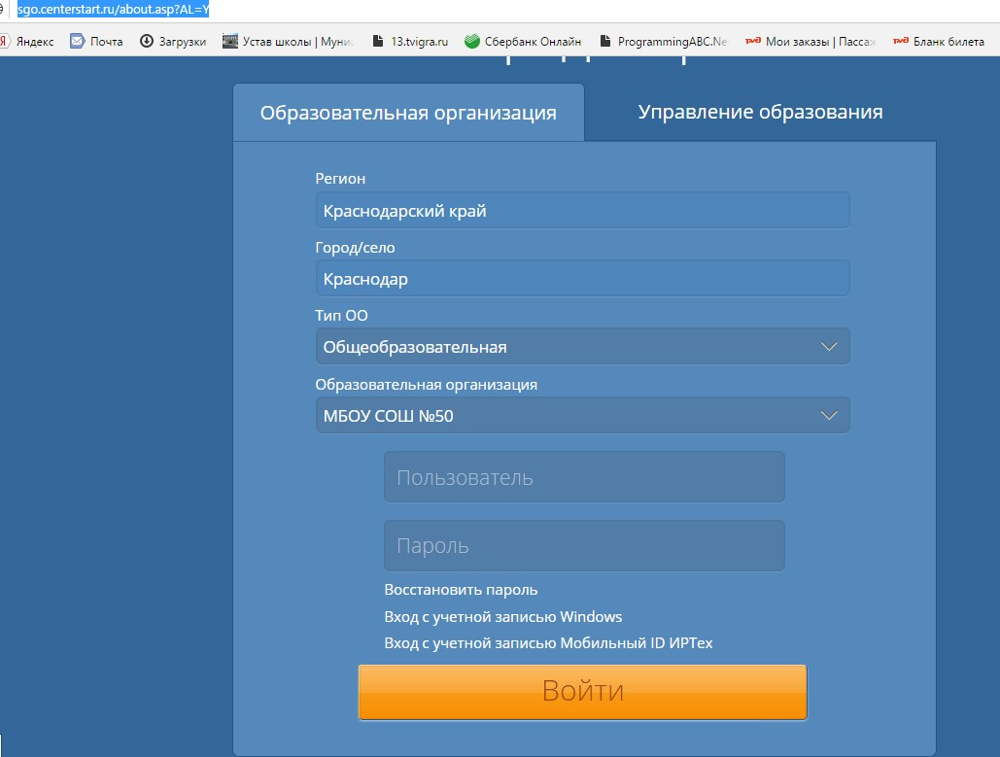 sgo.centerstart.ru/about.asp?AL=Y
Яндекс Почта Загрузки Устав школы | Муни 13.tvigra.ru Сбербанк Онлайн ProgrammingABC.Ne Мои заказы | Пассаж Бланк билета
Образовательная организация Управление образования
Регион
Краснодарский край
Город/село
Краснодар
Тип ОО
Общеобразовательная
Образовательная организация
МБОУ СОШ №50
Пользователь
Пароль
Восстановить пароль
Вход с учетной записью Windows
Вход с учетной записью Мобильный ID ИРТех
Войти